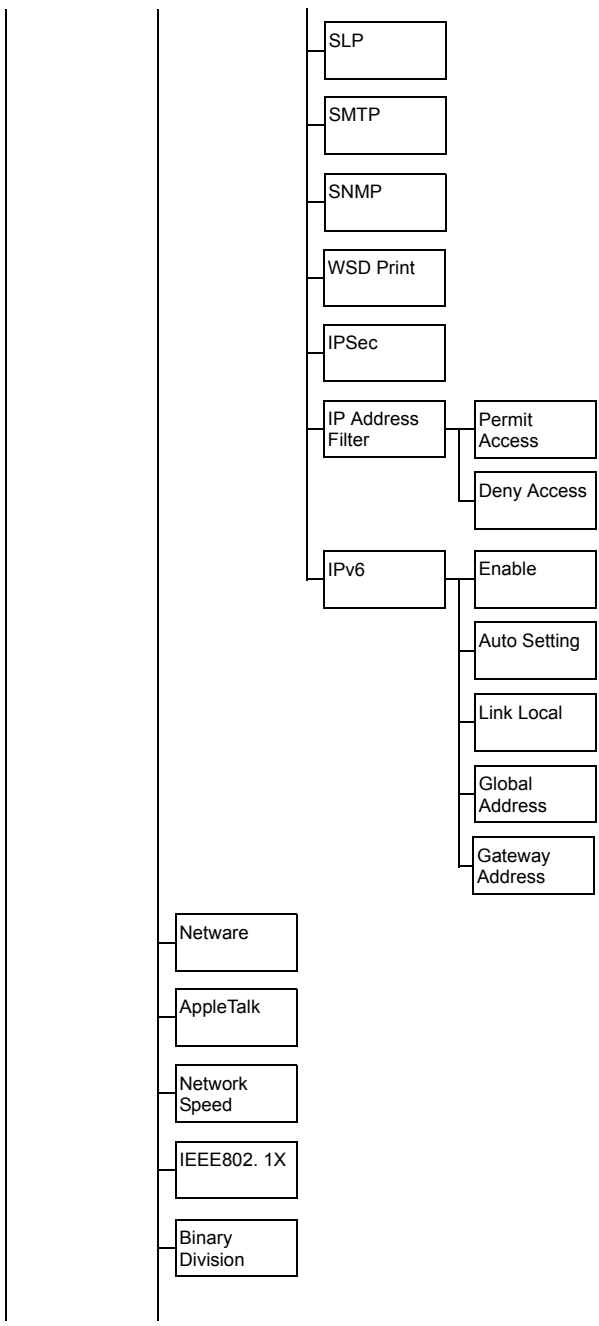 SLP
SMTP
SNMP
WSD Print
IPSec
IP Address
Filter
Permit
Access
Deny Access
IPv6
Enable
Auto Setting
Link Local
Global
Address
Gateway
Address
Netware
AppleTalk
Network
Speed
IEEE802. 1X
Binary
Division